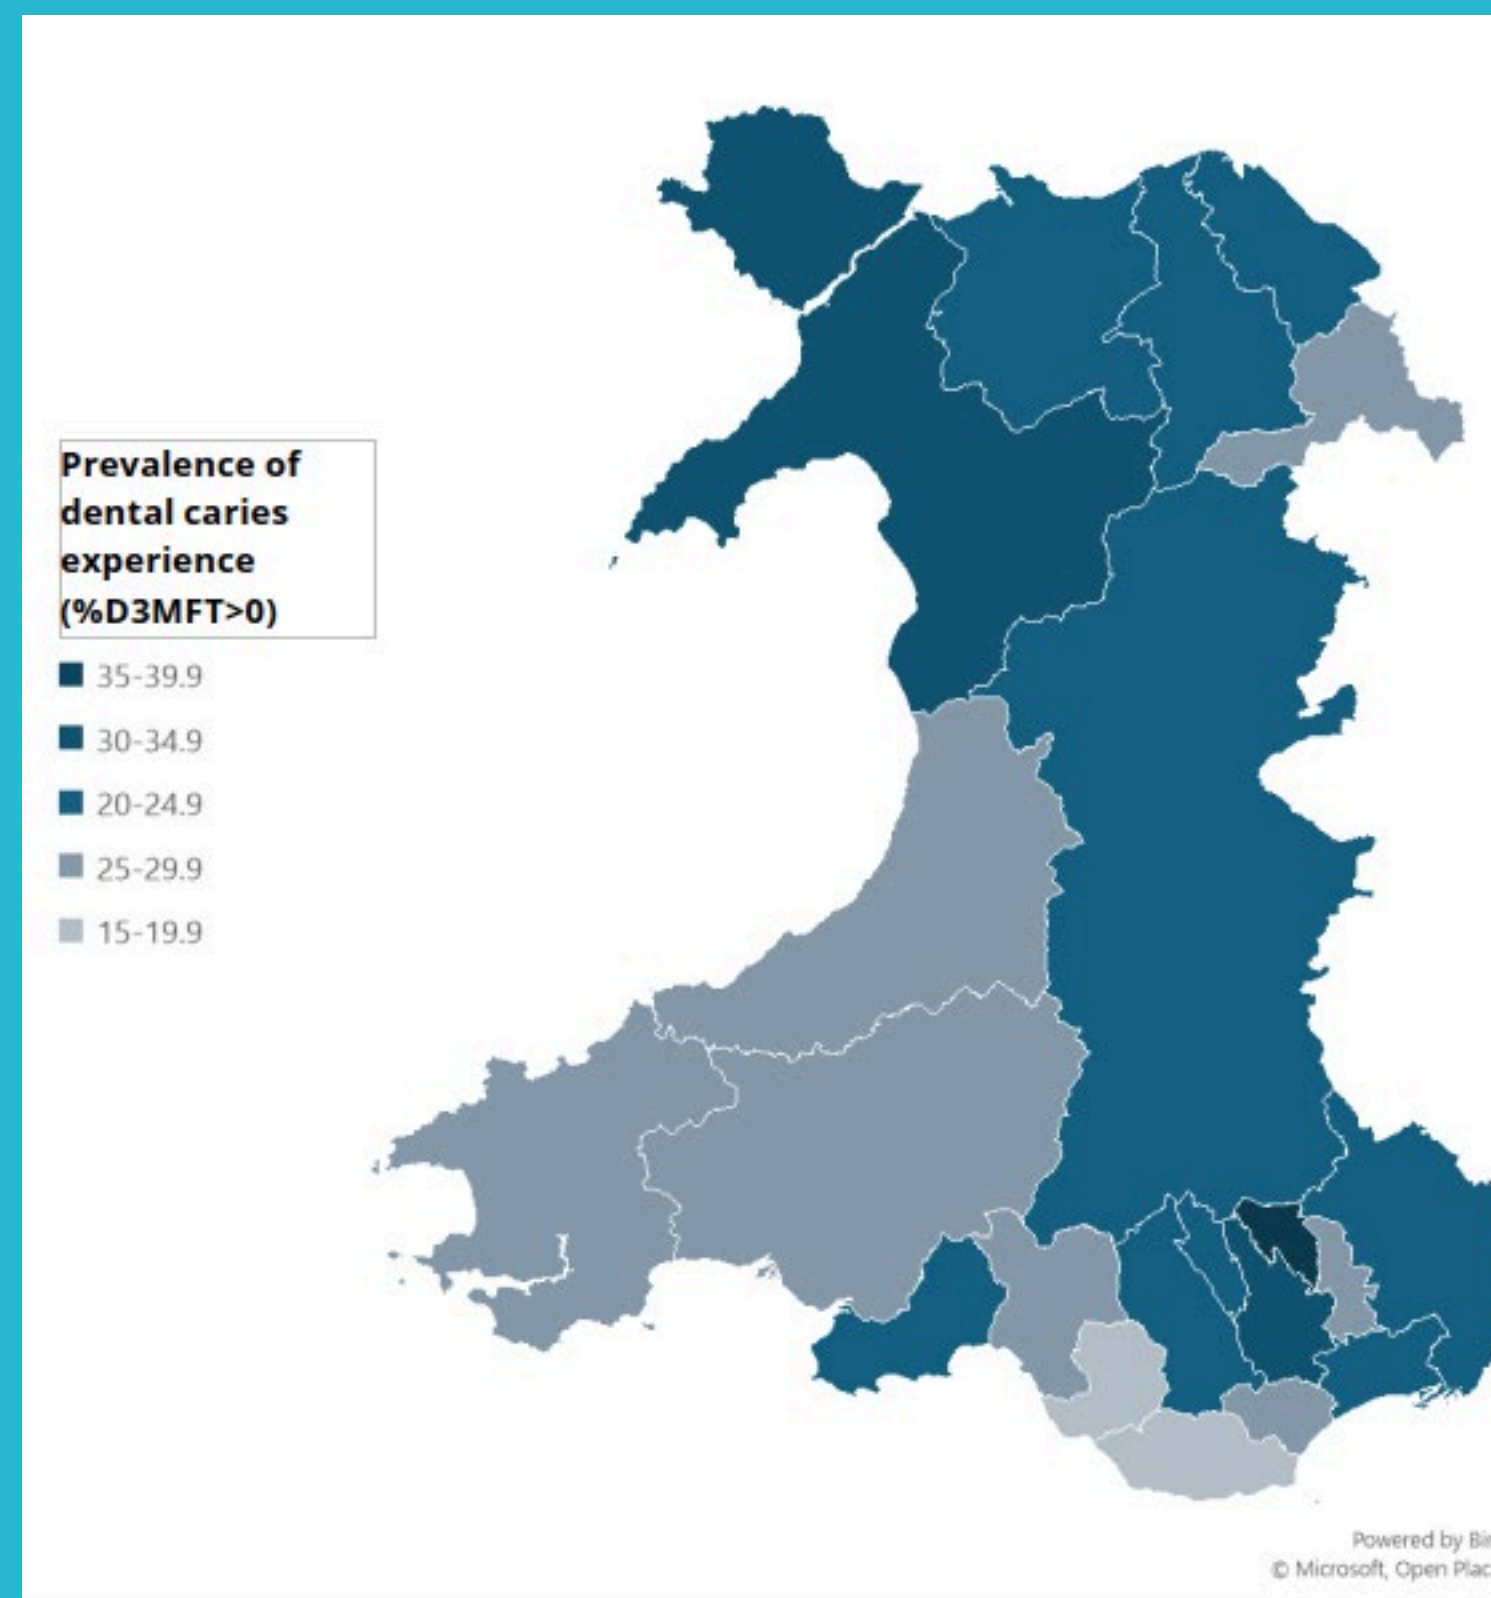 Prevalence of
dental caries
experience
(%D3MFT>0)
35-39.9
30-34.9
20-24.9
25-29.9
15-19.9
Powered by
© Microsoft, Open